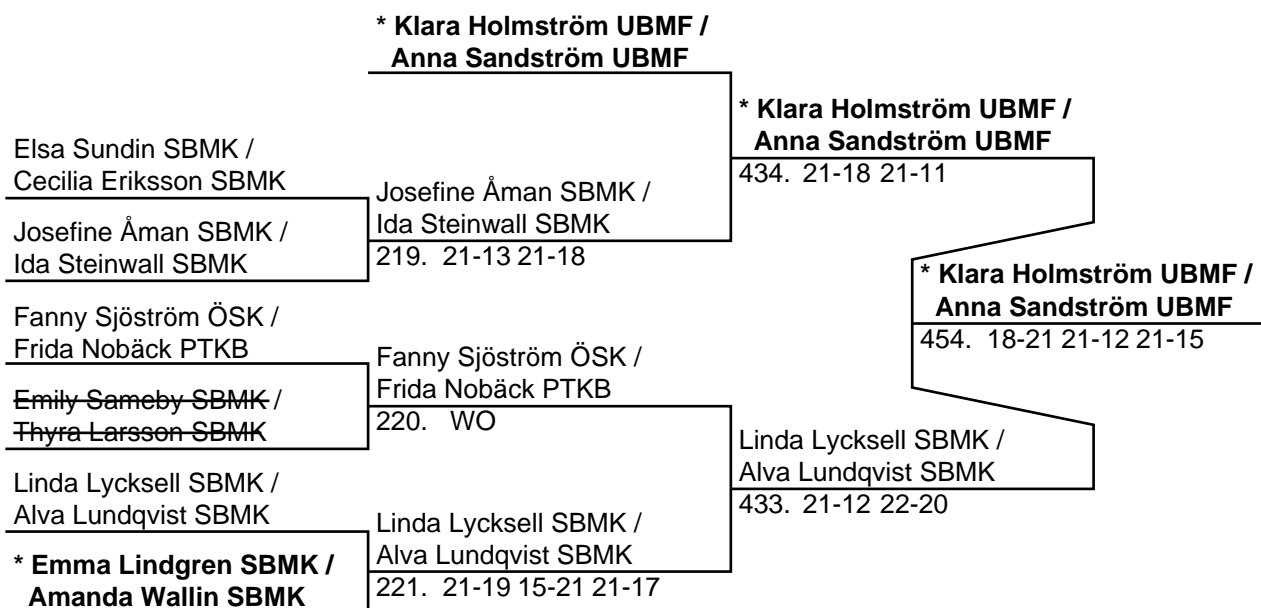 * Klara Holmström UBMF /
Anna Sandström UBMF
* Klara Holmström UBMF /
Anna Sandström UBMF
434. 21-18 21-11
Elsa Sundin SBMK /
Cecilia Eriksson SBMK
Josefine Åman SBMK /
Ida Steinwall SBMK
219. 21-13 21-18
Josefine Åman SBMK /
Ida Steinwall SBMK
* Klara Holmström UBMF /
Anna Sandström UBMF
454. 18-21 21-12 21-15
Fanny Sjöström ÖSK /
Frida Nobäck PTKB
Fanny Sjöström ÖSK /
Frida Nobäck PTKB
220. WO
Emily Sameby SBMK /
Thyra Larsson SBMK
Linda Lycksell SBMK /
Alva Lundqvist SBMK
433. 21-12 22-20
Linda Lycksell SBMK /
Alva Lundqvist SBMK
Linda Lycksell SBMK /
Alva Lundqvist SBMK
221. 21-19 15-21 21-17
* Emma Lindgren SBMK /
Amanda Wallin SBMK